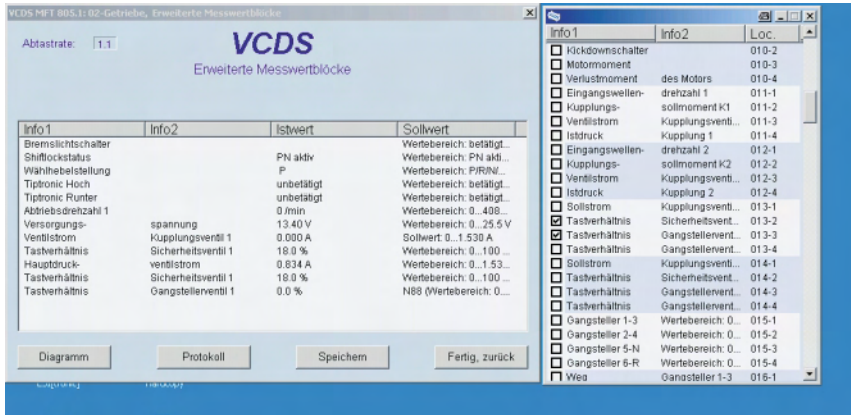 VCDS MFT 805.1: 02-Getriebe, Erweiterte Messwertblöcke
Abtastrate: 1.1
VCDS
Erweiterte Messwertblöcke
Info1 Info2 Istwert Sollwert
Bremslichtschalter Wertebereich: betätigt...
Shiftlockstatus PN aktiv Wertebereich: PN akti...
Wählhebelstellung P Wertebereich: P/R/N/...
Tiptronic Hoch unbetätigt Wertebereich: betätigt...
Tiptronic Runter unbetätigt Wertebereich: betätigt...
Abtriebsdrehzahl 1 0 /min Wertebereich: 0...408...
Versorgungs- spannung 13.40 V Wertebereich: 0...25.5 V
Ventilstrom Kupplungsventil 1 0.000 A Sollwert: 0...1.530 A
Tastverhältnis Sicherheitsventil 1 18.0 % Wertebereich: 0...100 ...
Hauptdruck- ventilstrom 0.834 A Wertebereich: 0...1.53...
Tastverhältnis Sicherheitsventil 1 18.0 % Wertebereich: 0...100 ...
Tastverhältnis Gangstellerventil 1 0.0 % N88 (Wertebereich: 0....
Diagramm Protokoll Speichern Fertig, zurück
Info1 Info2 Loc.
Kickdownschalter 010-2
Motormoment 010-3
Verlustmoment des Motors 010-4
Eingangswellen- drehzahl 1 011-1
Kupplungs- sollmoment K1 011-2
Ventilstrom Kupplungsventi... 011-3
Istdruck Kupplung 1 011-4
Eingangswellen- drehzahl 2 012-1
Kupplungs- sollmoment K2 012-2
Ventilstrom Kupplungsventi... 012-3
Istdruck Kupplung 2 012-4
Sollstrom Kupplungsventi... 013-1
Tastverhältnis Sicherheitsvent... 013-2
Tastverhältnis Gangstellervent... 013-3
Tastverhältnis Gangstellervent... 013-4
Sollstrom Kupplungsventi... 014-1
Tastverhältnis Sicherheitsvent... 014-2
Tastverhältnis Gangstellervent... 014-3
Tastverhältnis Gangstellervent... 014-4
Gangsteller 1-3 Wertebereich: 0... 015-1
Gangsteller 2-4 Wertebereich: 0... 015-2
Gangsteller 5-N Wertebereich: 0... 015-3
Gangsteller 6-R Wertebereich: 0... 015-4
Weg Gangsteller 1-3 016-1